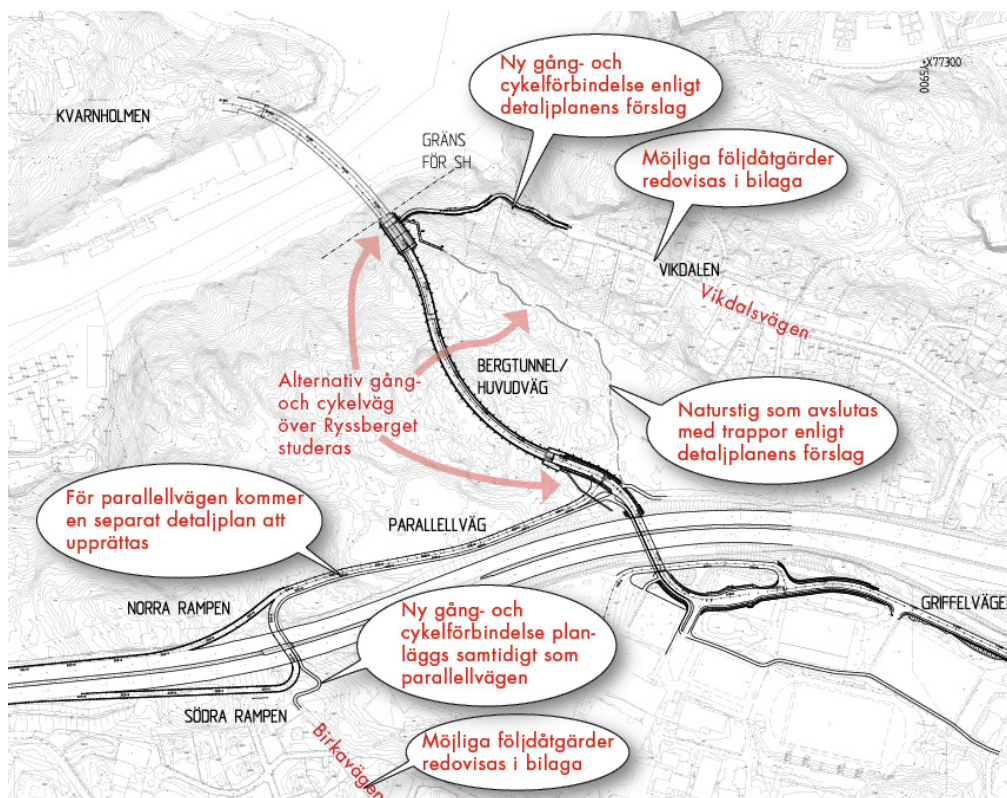 Ny gång- och
cykelförbindelse enligt
detaljplanens förslag
0065/
+X77300
KVARNHOLMEN
GRÄNS
FÖR SH
Möjliga följdåtgärder
redovisas i bilaga
VIKDALEN
Vikdalsvägen
BERGTUNNEL/
HUVUDVÄG
Alternativ gång-
och cykelväg
över Ryssberget
studeras
Naturstig som avslutas
med trappor enligt
detaljplanens förslag
För parallellvägen kommer
en separat detaljplan att
upprättas
PARALLELLVÄG
NORRA RAMPEN
Ny gång- och
cykelförbindelse plan-
läggs samtidigt som
parallellvägen
GRIFFELVÄGEN
SÖDRA RAMPEN
Birkavägen
Möjliga följdåtgärder
redovisas i bilaga